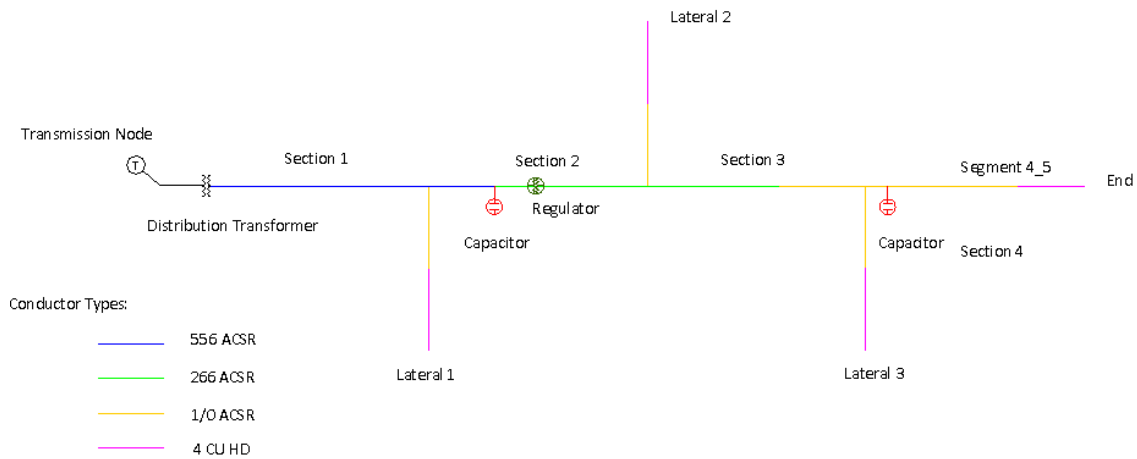 Lateral 2
Transmission Node
T
Section 1
Section 2
Section 3
Segment 4_5
End
Regulator
Distribution Transformer
Capacitor
Capacitor
Section 4
Conductor Types:
556 ACSR
Lateral 1
Lateral 3
266 ACSR
1/0 ACSR
4 CU HD